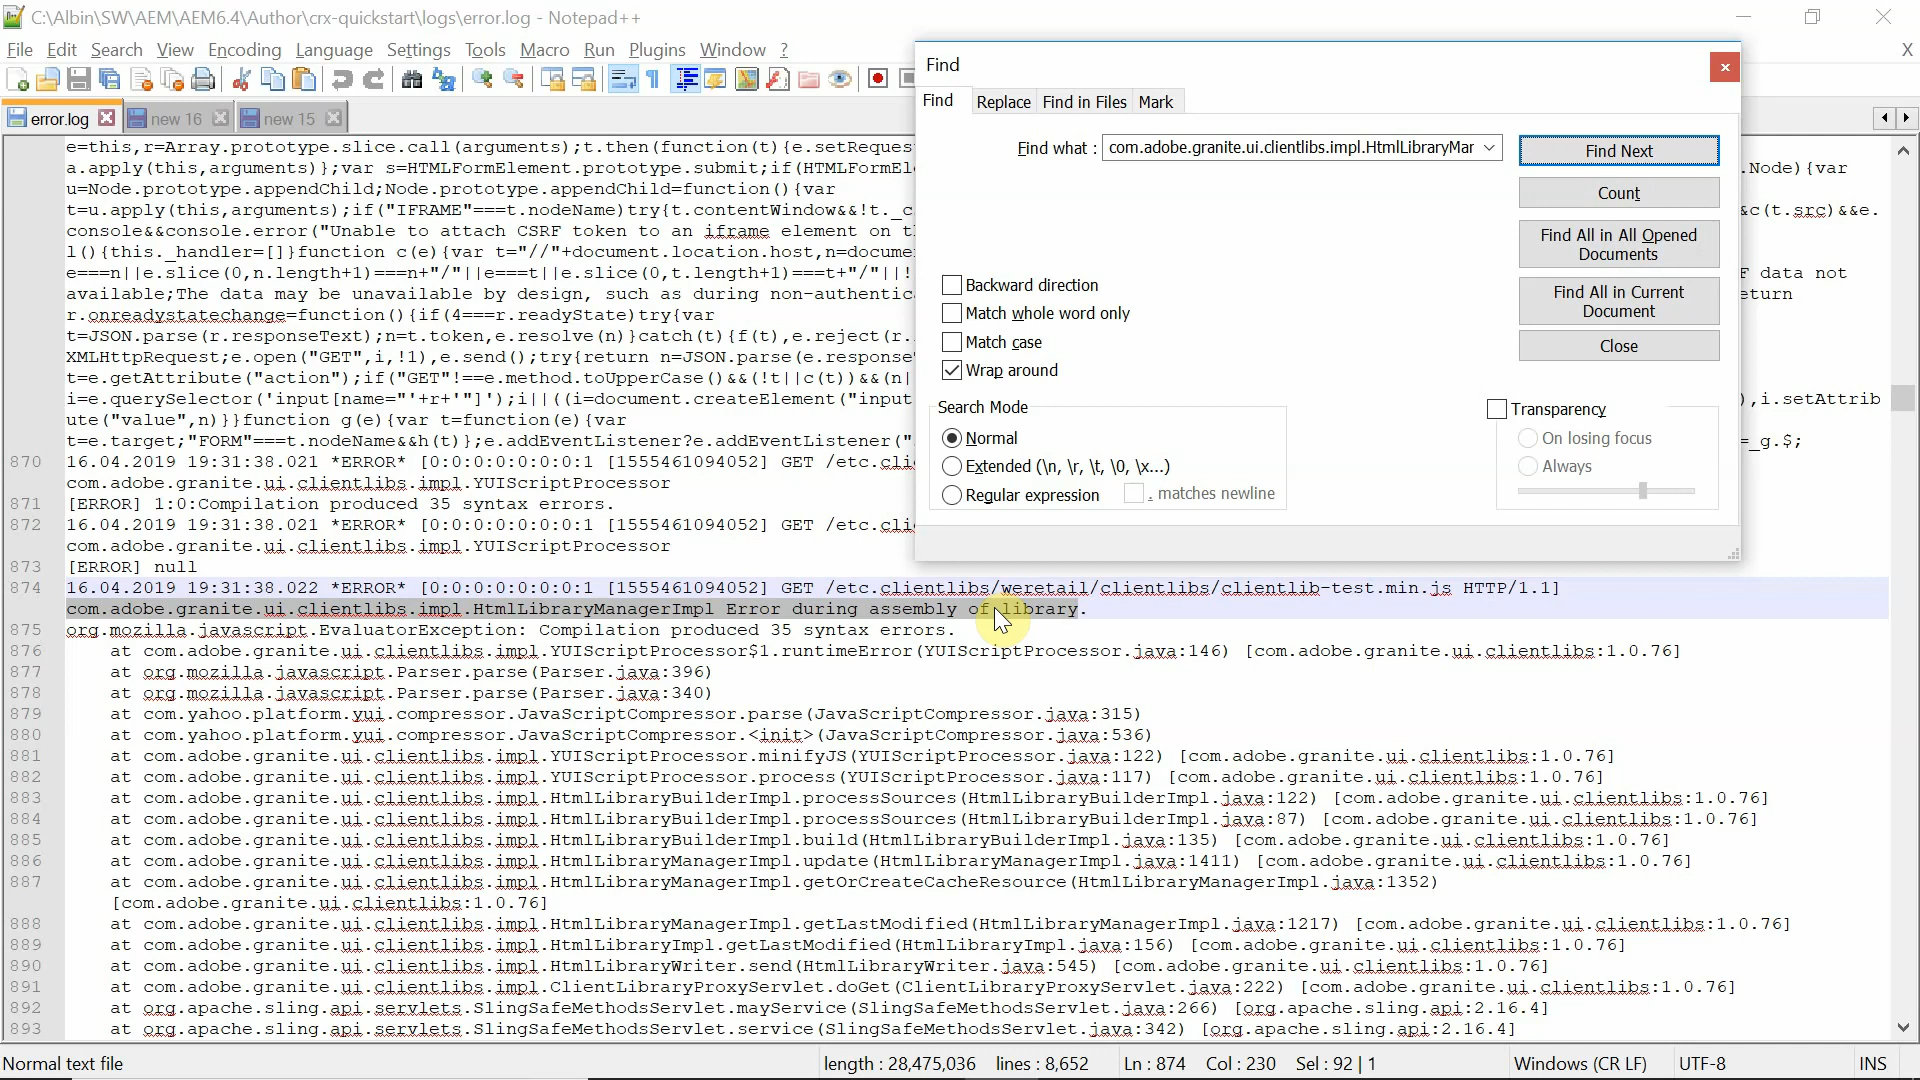 C:\Albin\SW\AEM\AEM6.4\Author\crx-quickstart\logs\error.log - Notepad++
File Edit Search View Encoding Language Settings Tools Macro Run Plugins Window ? X
error.log new 16 new 15
e=this,r=Array.prototype.slice.call(arguments);t.then(function(t){e.setReques
a.apply(this,arguments)};var s=HTMLFormElement.prototype.submit;if(HTMLFormEl .Node){var
u=Node.prototype.appendChild;Node.prototype.appendChild=function(){var
t=u.apply(this,arguments);if("IFRAME"===t.nodeName)try{t.contentWindow&&!t._c &c(t.src)&&e.
console&&console.error("Unable to attach CSRF token to an iframe element on t
l(){this._handler=[]}function c(e){var t="//"+document.location.host,n=docume
e===n||e.slice(0,n.length+1)===n+"/"||e===t||e.slice(0,t.length+1)===t+"/"||! F data not
available;The data may be unavailable by design, such as during non-authentic eturn
r.onreadystatechange=function(){if(4===r.readyState)try{var
t=JSON.parse(r.responseText);n=t.token,e.resolve(n)}catch(t){f(t),e.reject(r.
XMLHttpRequest;e.open("GET",i,!1),e.send();try{return n=JSON.parse(e.response
t=e.getAttribute("action");if("GET"!==e.method.toUpperCase()&&(!t||c(t))&&(n|
i=e.querySelector('input[name="'+r+'"]');i||((i=document.createElement("input ),i.setAttrib
ute("value",n)}}function g(e){var t=function(e){var
t=e.target;"FORM"===t.nodeName&&h(t)};e.addEventListener?e.addEventListener(" =_g.$;
870 16.04.2019 19:31:38.021 *ERROR* [0:0:0:0:0:0:0:1 [1555461094052] GET /etc.cli
com.adobe.granite.ui.clientlibs.impl.YUIScriptProcessor
871 [ERROR] 1:0:Compilation produced 35 syntax errors.
872 16.04.2019 19:31:38.021 *ERROR* [0:0:0:0:0:0:0:1 [1555461094052] GET /etc.cli
com.adobe.granite.ui.clientlibs.impl.YUIScriptProcessor
873 [ERROR] null
874 16.04.2019 19:31:38.022 *ERROR* [0:0:0:0:0:0:0:1 [1555461094052] GET /etc.clientlibs/weretail/clientlibs/clientlib-test.min.js HTTP/1.1]
com.adobe.granite.ui.clientlibs.impl.HtmlLibraryManagerImpl Error during assembly of library.
875 org.mozilla.javascript.EvaluatorException: Compilation produced 35 syntax errors.
876 at com.adobe.granite.ui.clientlibs.impl.YUIScriptProcessor$1.runtimeError(YUIScriptProcessor.java:146) [com.adobe.granite.ui.clientlibs:1.0.76]
877 at org.mozilla.javascript.Parser.parse(Parser.java:396)
878 at org.mozilla.javascript.Parser.parse(Parser.java:340)
879 at com.yahoo.platform.yui.compressor.JavaScriptCompressor.parse(JavaScriptCompressor.java:315)
880 at com.yahoo.platform.yui.compressor.JavaScriptCompressor.<init>(JavaScriptCompressor.java:536)
881 at com.adobe.granite.ui.clientlibs.impl.YUIScriptProcessor.minifyJS(YUIScriptProcessor.java:122) [com.adobe.granite.ui.clientlibs:1.0.76]
882 at com.adobe.granite.ui.clientlibs.impl.YUIScriptProcessor.process(YUIScriptProcessor.java:117) [com.adobe.granite.ui.clientlibs:1.0.76]
883 at com.adobe.granite.ui.clientlibs.impl.HtmlLibraryBuilderImpl.processSources(HtmlLibraryBuilderImpl.java:122) [com.adobe.granite.ui.clientlibs:1.0.76]
884 at com.adobe.granite.ui.clientlibs.impl.HtmlLibraryBuilderImpl.processSources(HtmlLibraryBuilderImpl.java:87) [com.adobe.granite.ui.clientlibs:1.0.76]
885 at com.adobe.granite.ui.clientlibs.impl.HtmlLibraryBuilderImpl.build(HtmlLibraryBuilderImpl.java:135) [com.adobe.granite.ui.clientlibs:1.0.76]
886 at com.adobe.granite.ui.clientlibs.impl.HtmlLibraryManagerImpl.update(HtmlLibraryManagerImpl.java:1411) [com.adobe.granite.ui.clientlibs:1.0.76]
887 at com.adobe.granite.ui.clientlibs.impl.HtmlLibraryManagerImpl.getOrCreateCacheResource(HtmlLibraryManagerImpl.java:1352)
[com.adobe.granite.ui.clientlibs:1.0.76]
888 at com.adobe.granite.ui.clientlibs.impl.HtmlLibraryManagerImpl.getLastModified(HtmlLibraryManagerImpl.java:1217) [com.adobe.granite.ui.clientlibs:1.0.76]
889 at com.adobe.granite.ui.clientlibs.impl.HtmlLibraryImpl.getLastModified(HtmlLibraryImpl.java:156) [com.adobe.granite.ui.clientlibs:1.0.76]
890 at com.adobe.granite.ui.clientlibs.impl.HtmlLibraryWriter.send(HtmlLibraryWriter.java:545) [com.adobe.granite.ui.clientlibs:1.0.76]
891 at com.adobe.granite.ui.clientlibs.impl.ClientLibraryProxyServlet.doGet(ClientLibraryProxyServlet.java:222) [com.adobe.granite.ui.clientlibs:1.0.76]
892 at org.apache.sling.api.servlets.SlingSafeMethodsServlet.mayService(SlingSafeMethodsServlet.java:266) [org.apache.sling.api:2.16.4]
893 at org.apache.sling.api.servlets.SlingSafeMethodsServlet.service(SlingSafeMethodsServlet.java:342) [org.apache.sling.api:2.16.4]
Find
Find Replace Find in Files Mark
Find what : com.adobe.granite.ui.clientlibs.impl.HtmlLibraryMar
Find Next
Count
Find All in All Opened
Documents
Find All in Current
Document
Close
Backward direction
Match whole word only
Match case
Wrap around
Search Mode
Normal
Extended (\n, \r, \t, \0, \x...)
Regular expression . matches newline
Transparency
On losing focus
Always
Normal text file length : 28,475,036 lines : 8,652 Ln : 874 Col : 230 Sel : 92 | 1 Windows (CR LF) UTF-8 INS